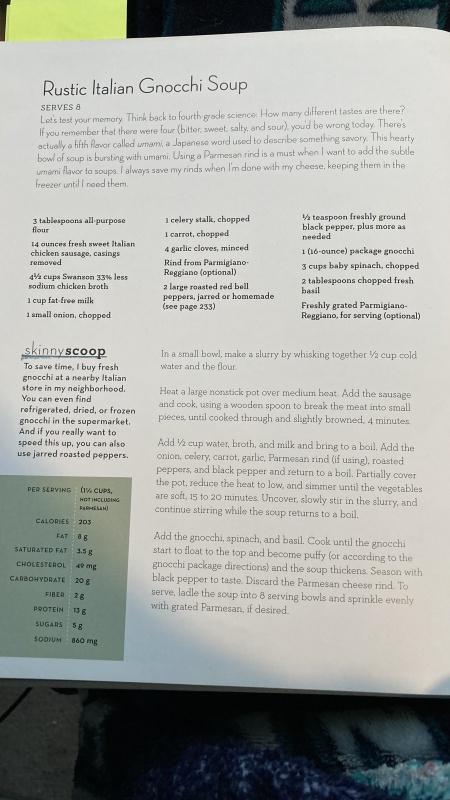 Rustic Italian Gnocchi Soup
SERVES 8
Let's test your memory. Think back to fourth grade science: How many different tastes are there?
If you remember that there were four (bitter, sweet, salty, and sour), you'd be wrong today. There's
actually a fifth flavor called umami, a Japanese word used to describe something savory. This hearty
bowl of soup is bursting with umami. Using a Parmesan rind is a must when I want to add the subtle
umami flavor to soups. I always save my rinds when I'm done with my cheese, keeping them in the
freezer until I need them.
3 tablespoons all-purpose
flour
14 ounces fresh sweet Italian
chicken sausage, casings
removed
4½ cups Swanson 33% less
sodium chicken broth
1 cup fat-free milk
1 small onion, chopped
1 celery stalk, chopped
1 carrot, chopped
4 garlic cloves, minced
Rind from Parmigiano-
Reggiano (optional)
2 large roasted red bell
peppers, jarred or homemade
(see page 233)
½ teaspoon freshly ground
black pepper, plus more as
needed
1 (16-ounce) package gnocchi
3 cups baby spinach, chopped
2 tablespoons chopped fresh
basil
Freshly grated Parmigiano-
Reggiano, for serving (optional)
skinnyscoop
To save time, I buy fresh
gnocchi at a nearby Italian
store in my neighborhood.
You can even find
refrigerated, dried, or frozen
gnocchi in the supermarket.
And if you really want to
speed this up, you can also
use jarred roasted peppers.
PER SERVING (1½ CUPS,
NOT INCLUDING
PARMESAN)
CALORIES 203
FAT 8 g
SATURATED FAT 3.5 g
CHOLESTEROL 49 mg
CARBOHYDRATE 20 g
FIBER 2 g
PROTEIN 13 g
SUGARS 5 g
SODIUM 860 mg
In a small bowl, make a slurry by whisking together ½ cup cold
water and the flour.
Heat a large nonstick pot over medium heat. Add the sausage
and cook, using a wooden spoon to break the meat into small
pieces, until cooked through and slightly browned, 4 minutes.
Add ½ cup water, broth, and milk and bring to a boil. Add the
onion, celery, carrot, garlic, Parmesan rind (if using), roasted
peppers, and black pepper and return to a boil. Partially cover
the pot, reduce the heat to low, and simmer until the vegetables
are soft, 15 to 20 minutes. Uncover, slowly stir in the slurry, and
continue stirring while the soup returns to a boil.
Add the gnocchi, spinach, and basil. Cook until the gnocchi
start to float to the top and become puffy (or according to the
gnocchi package directions) and the soup thickens. Season with
black pepper to taste. Discard the Parmesan cheese rind. To
serve, ladle the soup into 8 serving bowls and sprinkle evenly
with grated Parmesan, if desired.